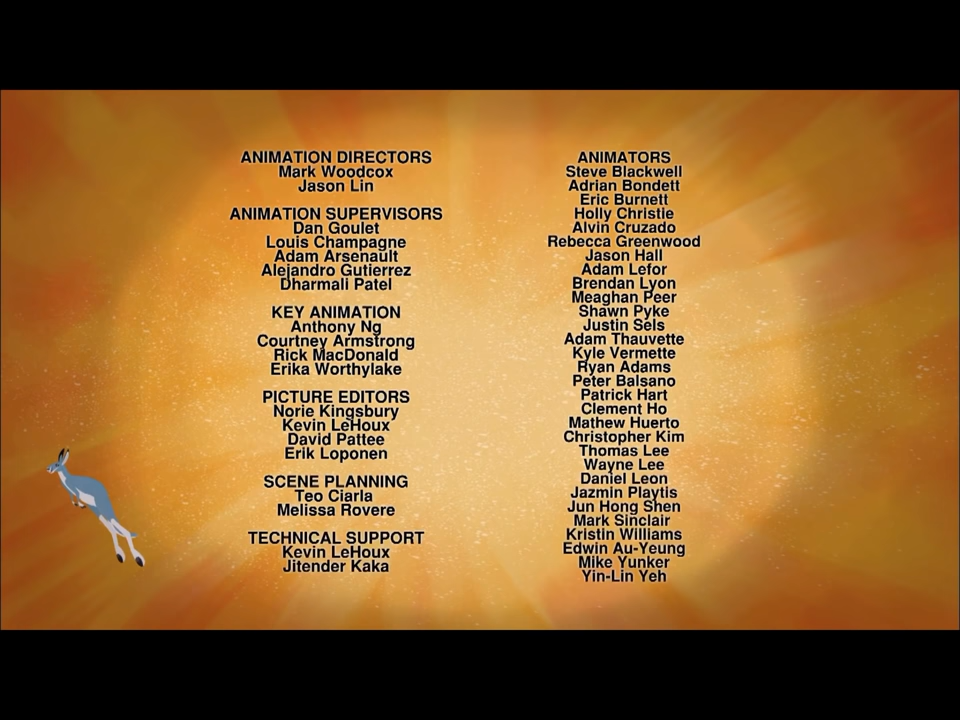 ANIMATION DIRECTORS
Mark Woodcox
Jason Lin
ANIMATION SUPERVISORS
Dan Goulet
Louis Champagne
Adam Arsenault
Alejandro Gutierrez
Dharmali Patel
KEY ANIMATION
Anthony Ng
Courtney Armstrong
Rick MacDonald
Erika Worthylake
PICTURE EDITORS
Norie Kingsbury
Kevin LeHoux
David Pattee
Erik Loponen
SCENE PLANNING
Teo Ciarla
Melissa Rovere
TECHNICAL SUPPORT
Kevin LeHoux
Jitender Kaka
ANIMATORS
Steve Blackwell
Adrian Bondett
Eric Burnett
Holly Christie
Alvin Cruzado
Rebecca Greenwood
Jason Hall
Adam Lefor
Brendan Lyon
Meaghan Peer
Shawn Pyke
Justin Sels
Adam Thauvette
Kyle Vermette
Ryan Adams
Peter Balsano
Patrick Hart
Clement Ho
Mathew Huerto
Christopher Kim
Thomas Lee
Wayne Lee
Daniel Leon
Jazmin Playtis
Jun Hong Shen
Mark Sinclair
Kristin Williams
Edwin Au-Yeung
Mike Yunker
Yin-Lin Yeh